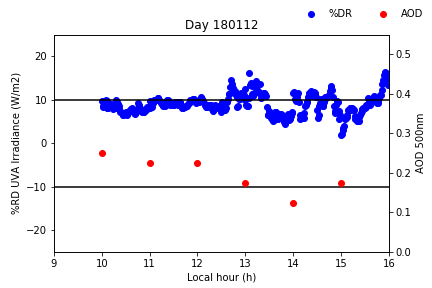 %DR AOD
Day 180112
20
10
0
−10
−20
%RD UVA Irradiance (W/m2)
0.5
0.4
0.3
0.2
0.1
0.0
AOD 500nm
9 10 11 12 13 14 15 16
Local hour (h)